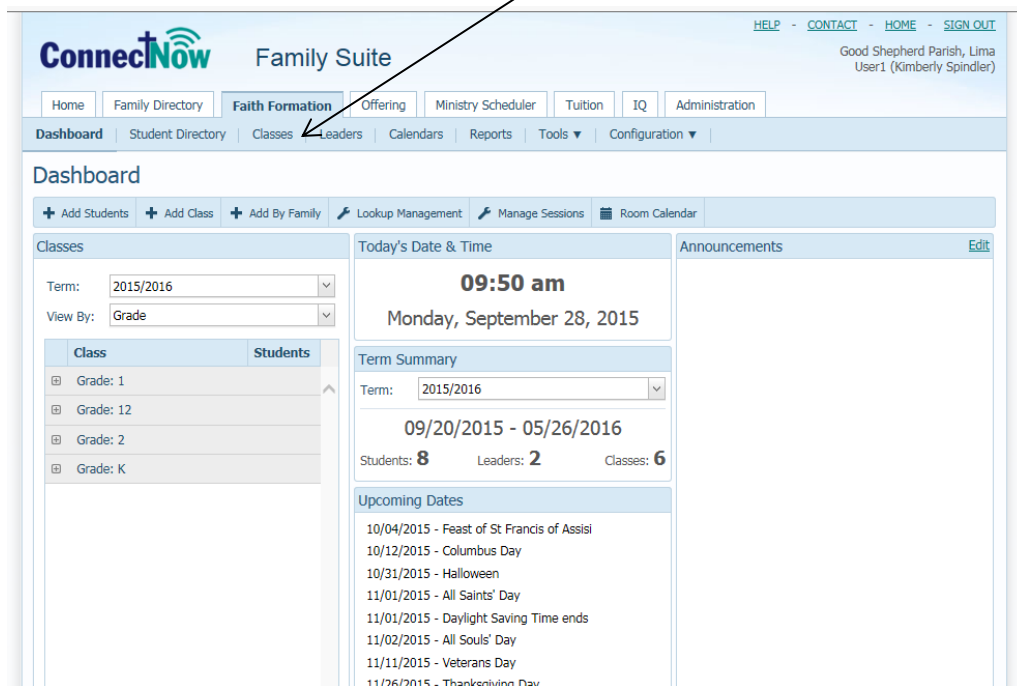 HELP - CONTACT - HOME - SIGN OUT
ConnectNow Family Suite
Good Shepherd Parish, Lima
User1 (Kimberly Spindler)
Home Family Directory Faith Formation Offering Ministry Scheduler Tuition IQ Administration
Dashboard Student Directory Classes Leaders Calendars Reports Tools ▼ Configuration ▼
Dashboard
Add Students Add Class Add By Family Lookup Management Manage Sessions Room Calendar
Classes
Term: 2015/2016
View By: Grade
Class Students
Grade: 1
Grade: 12
Grade: 2
Grade: K
Today's Date & Time
09:50 am
Monday, September 28, 2015
Term Summary
Term: 2015/2016
09/20/2015 - 05/26/2016
Students: 8 Leaders: 2 Classes: 6
Upcoming Dates
10/04/2015 - Feast of St Francis of Assisi
10/12/2015 - Columbus Day
10/31/2015 - Halloween
11/01/2015 - All Saints' Day
11/01/2015 - Daylight Saving Time ends
11/02/2015 - All Souls' Day
11/11/2015 - Veterans Day
11/26/2015 - Thanksgiving Day
Announcements Edit